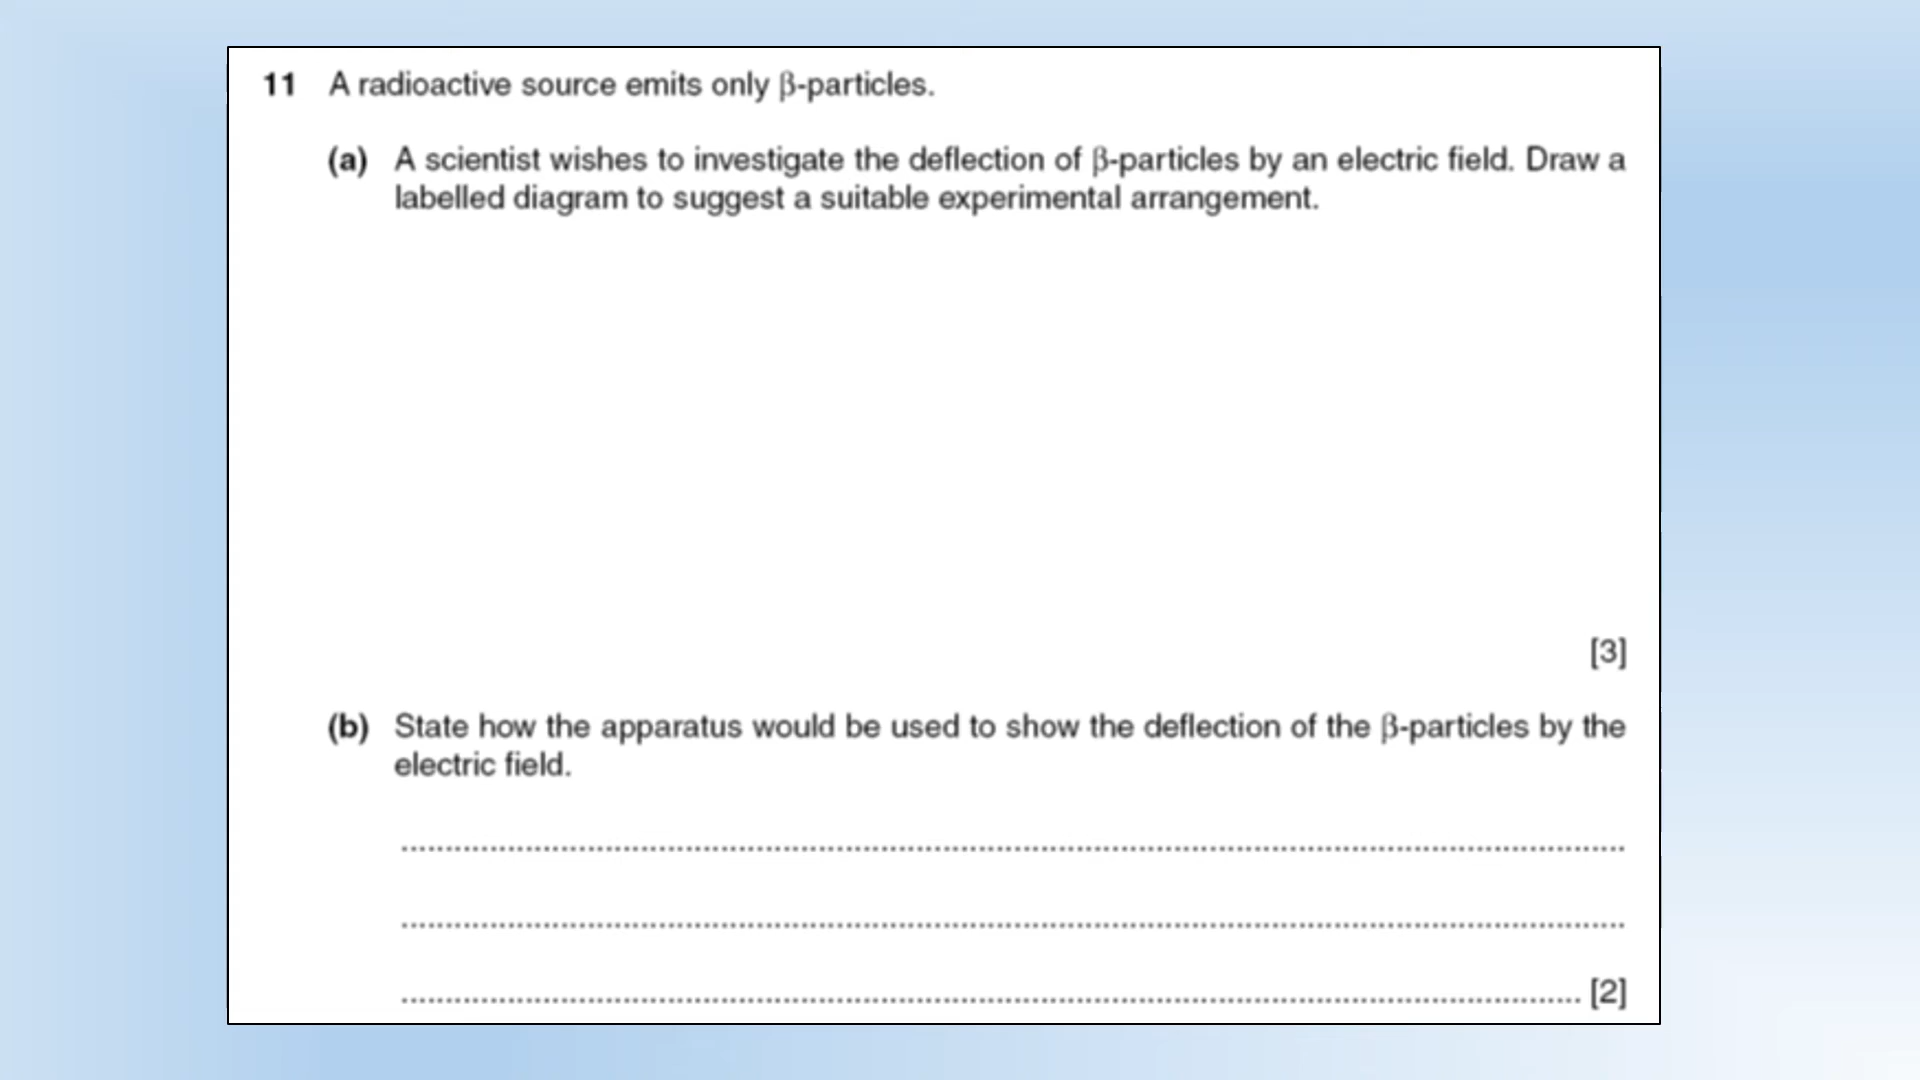 11 A radioactive source emits only β-particles.
(a) A scientist wishes to investigate the deflection of β-particles by an electric field. Draw a
labelled diagram to suggest a suitable experimental arrangement.
[3]
(b) State how the apparatus would be used to show the deflection of the β-particles by the
electric field.
[2]